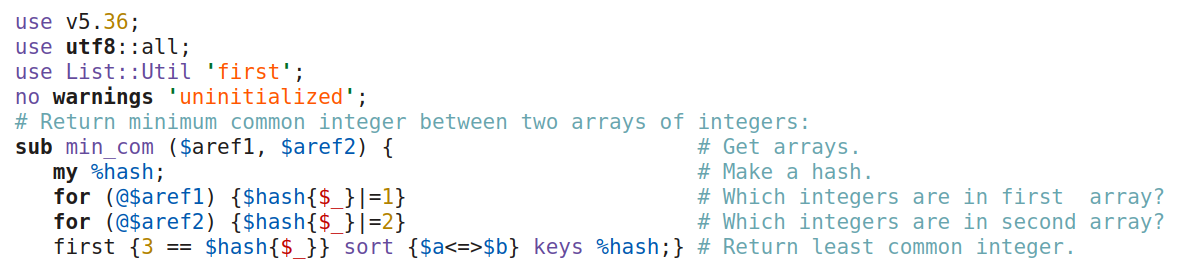 use v5.36;
use utf8::all;
use List::Util 'first';
no warnings 'uninitialized';
# Return minimum common integer between two arrays of integers:
sub min_com ($aref1, $aref2) {                        # Get arrays.
   my %hash;                                          # Make a hash.
   for (@$aref1) {$hash{$_}|=1}                       # Which integers are in first  array?
   for (@$aref2) {$hash{$_}|=2}                       # Which integers are in second array?
   first {3 == $hash{$_}} sort {$a<=>$b} keys %hash;} # Return least common integer.